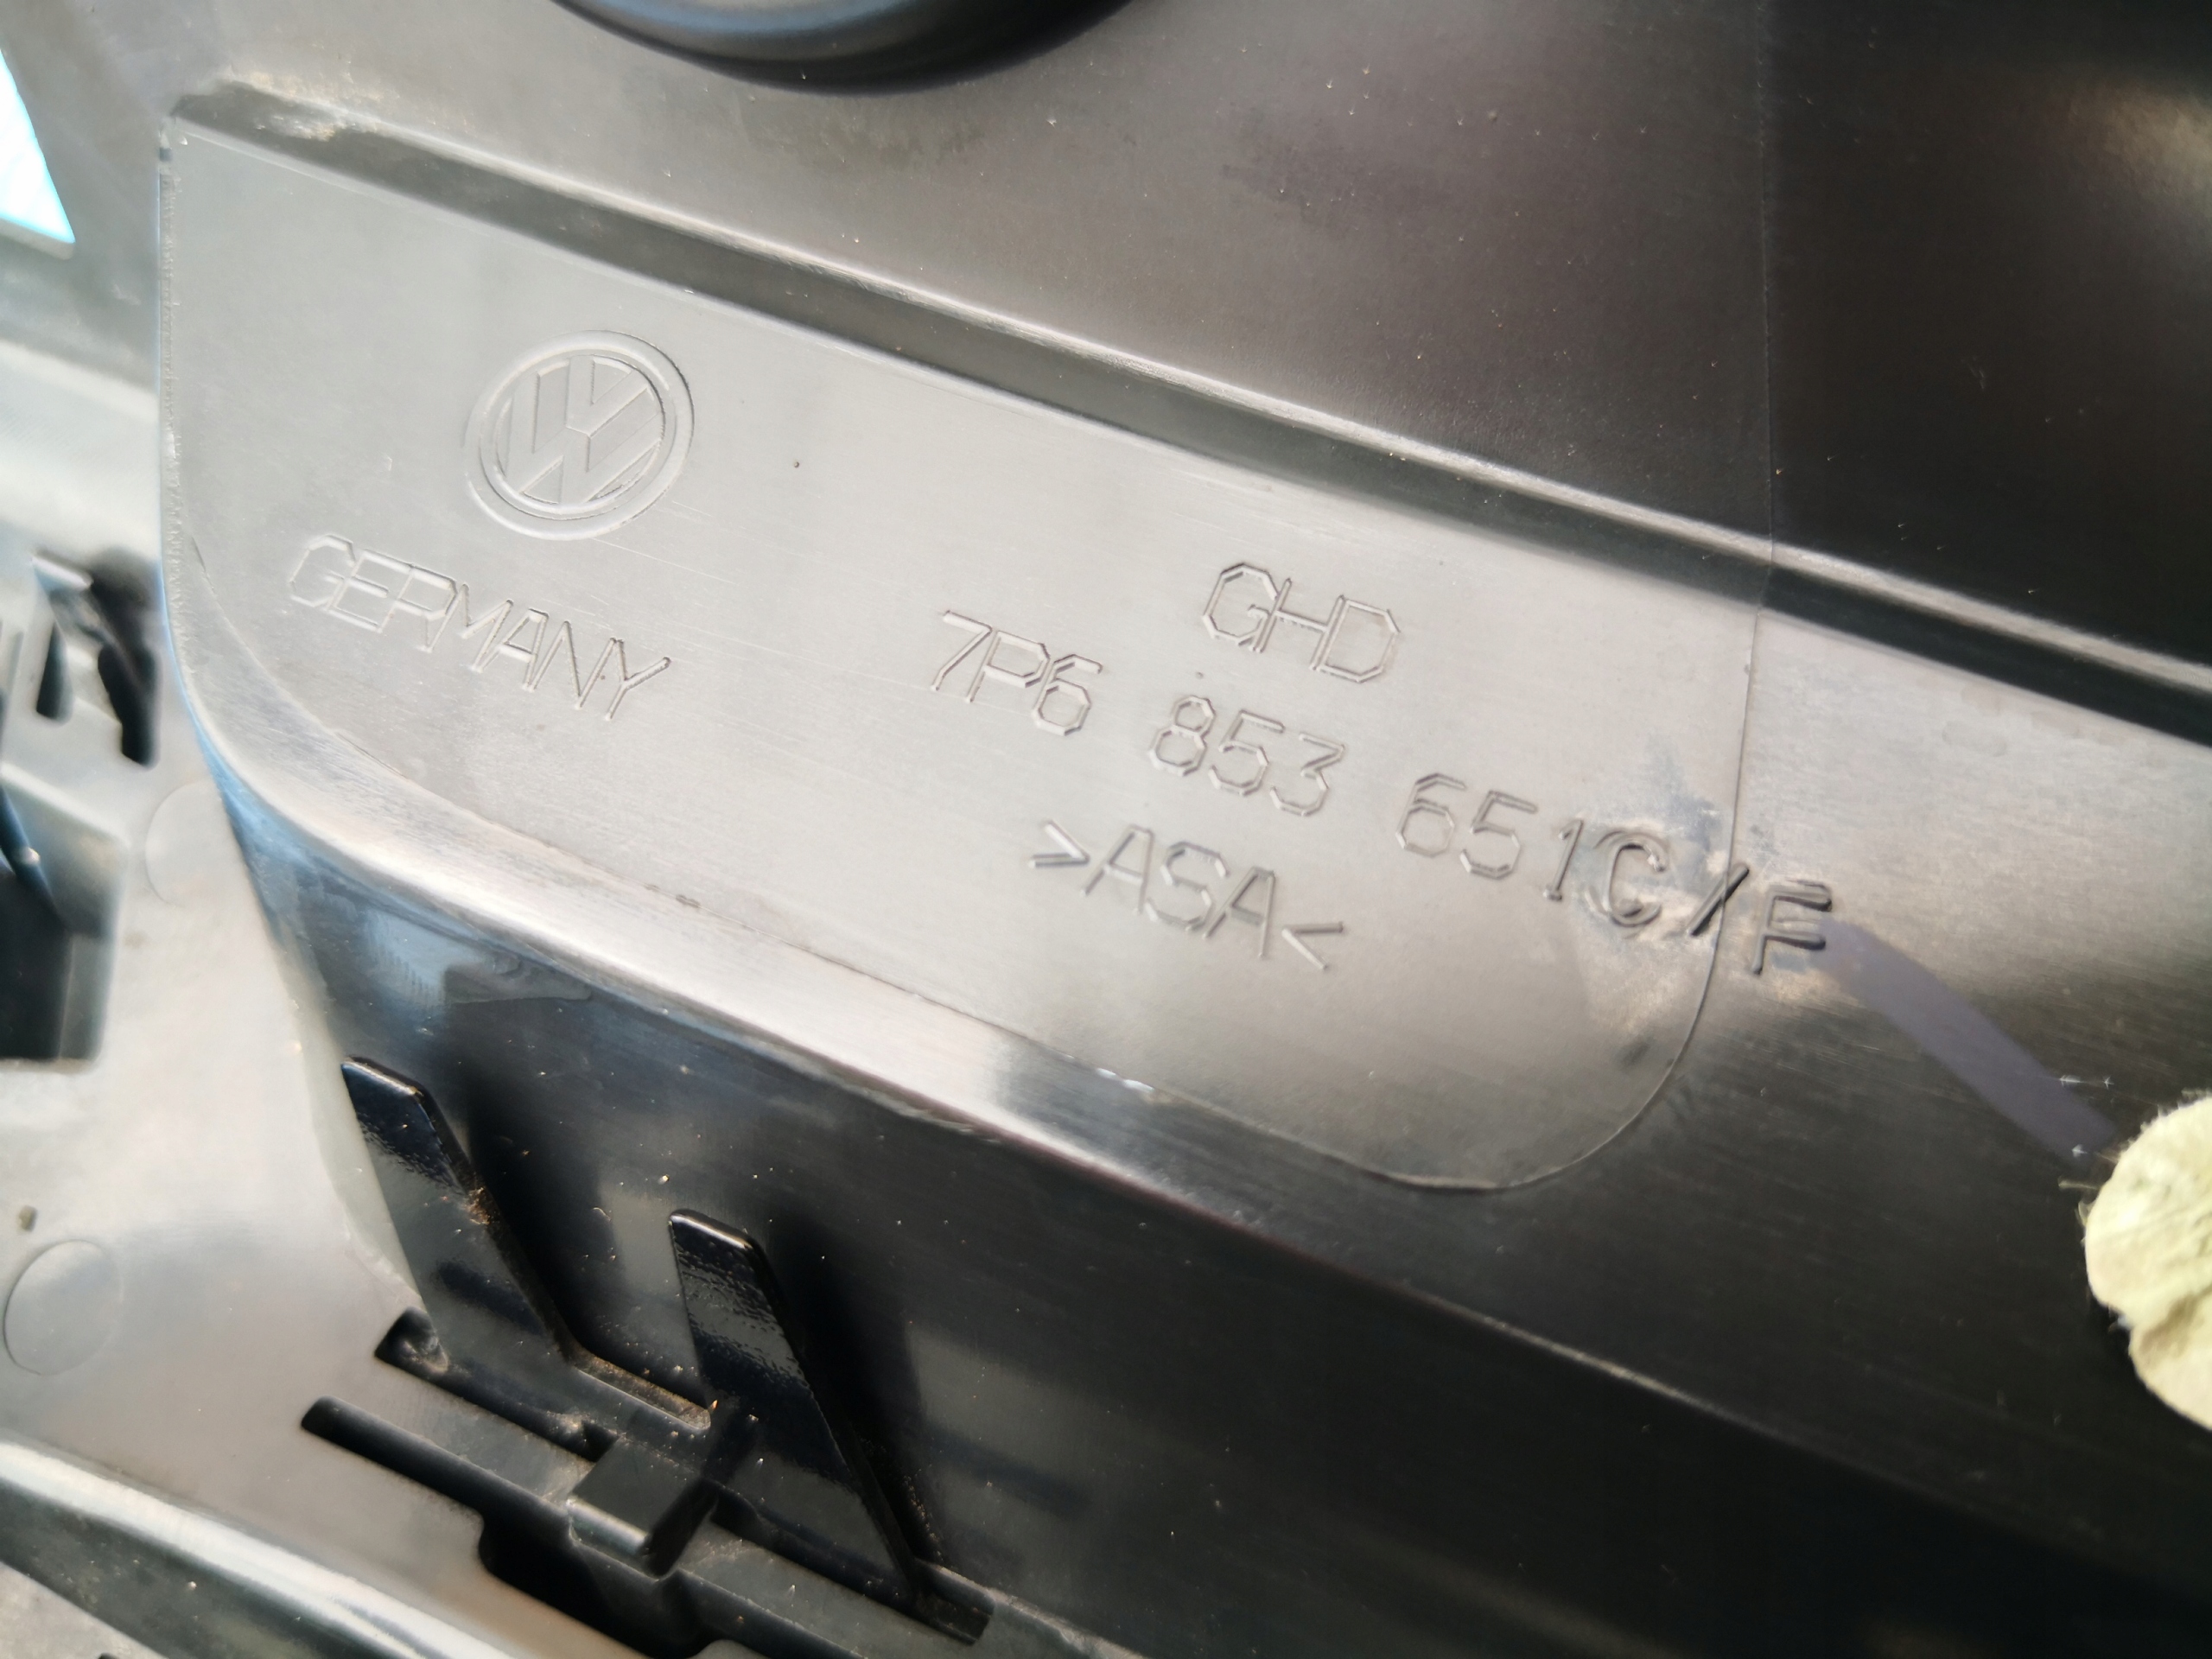 GERMANY
GHD
7P6 853 651C/F
>ASA<